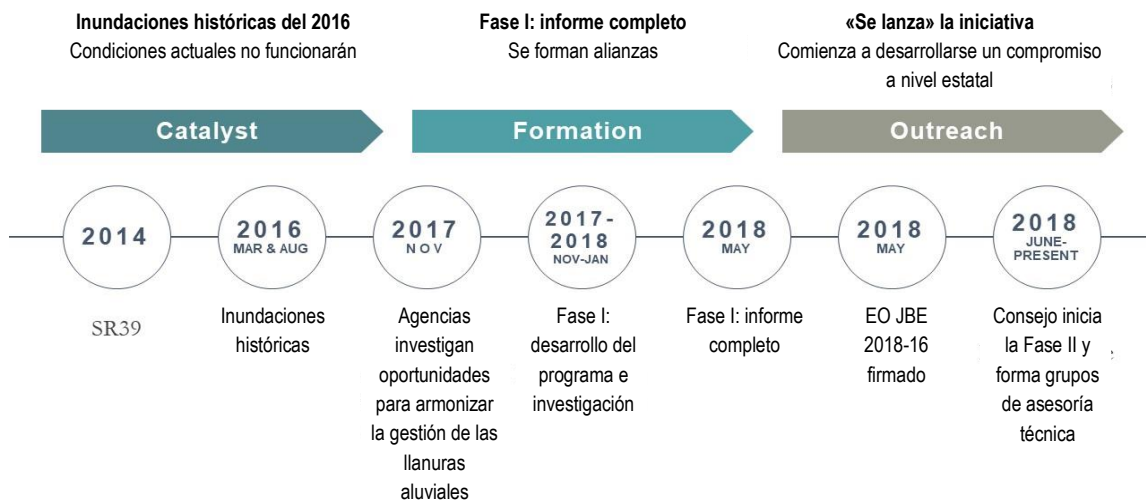 Inundaciones históricas del 2016
Condiciones actuales no funcionarán
Fase I: informe completo
Se forman alianzas
«Se lanza» la iniciativa
Comienza a desarrollarse un compromiso
a nivel estatal
Catalyst
Formation
Outreach
2014
SR39
2016
MAR & AUG
Inundaciones
históricas
2017
NOV
Agencias
investigan
oportunidades
para armonizar
la gestión de las
llanuras
aluviales
2017-
2018
NOV-JAN
Fase I:
desarrollo del
programa e
investigación
2018
MAY
Fase I: informe
completo
2018
MAY
EO JBE
2018-16
firmado
2018
JUNE-
PRESENT
Consejo inicia
la Fase II y
forma grupos
de asesoría
técnica